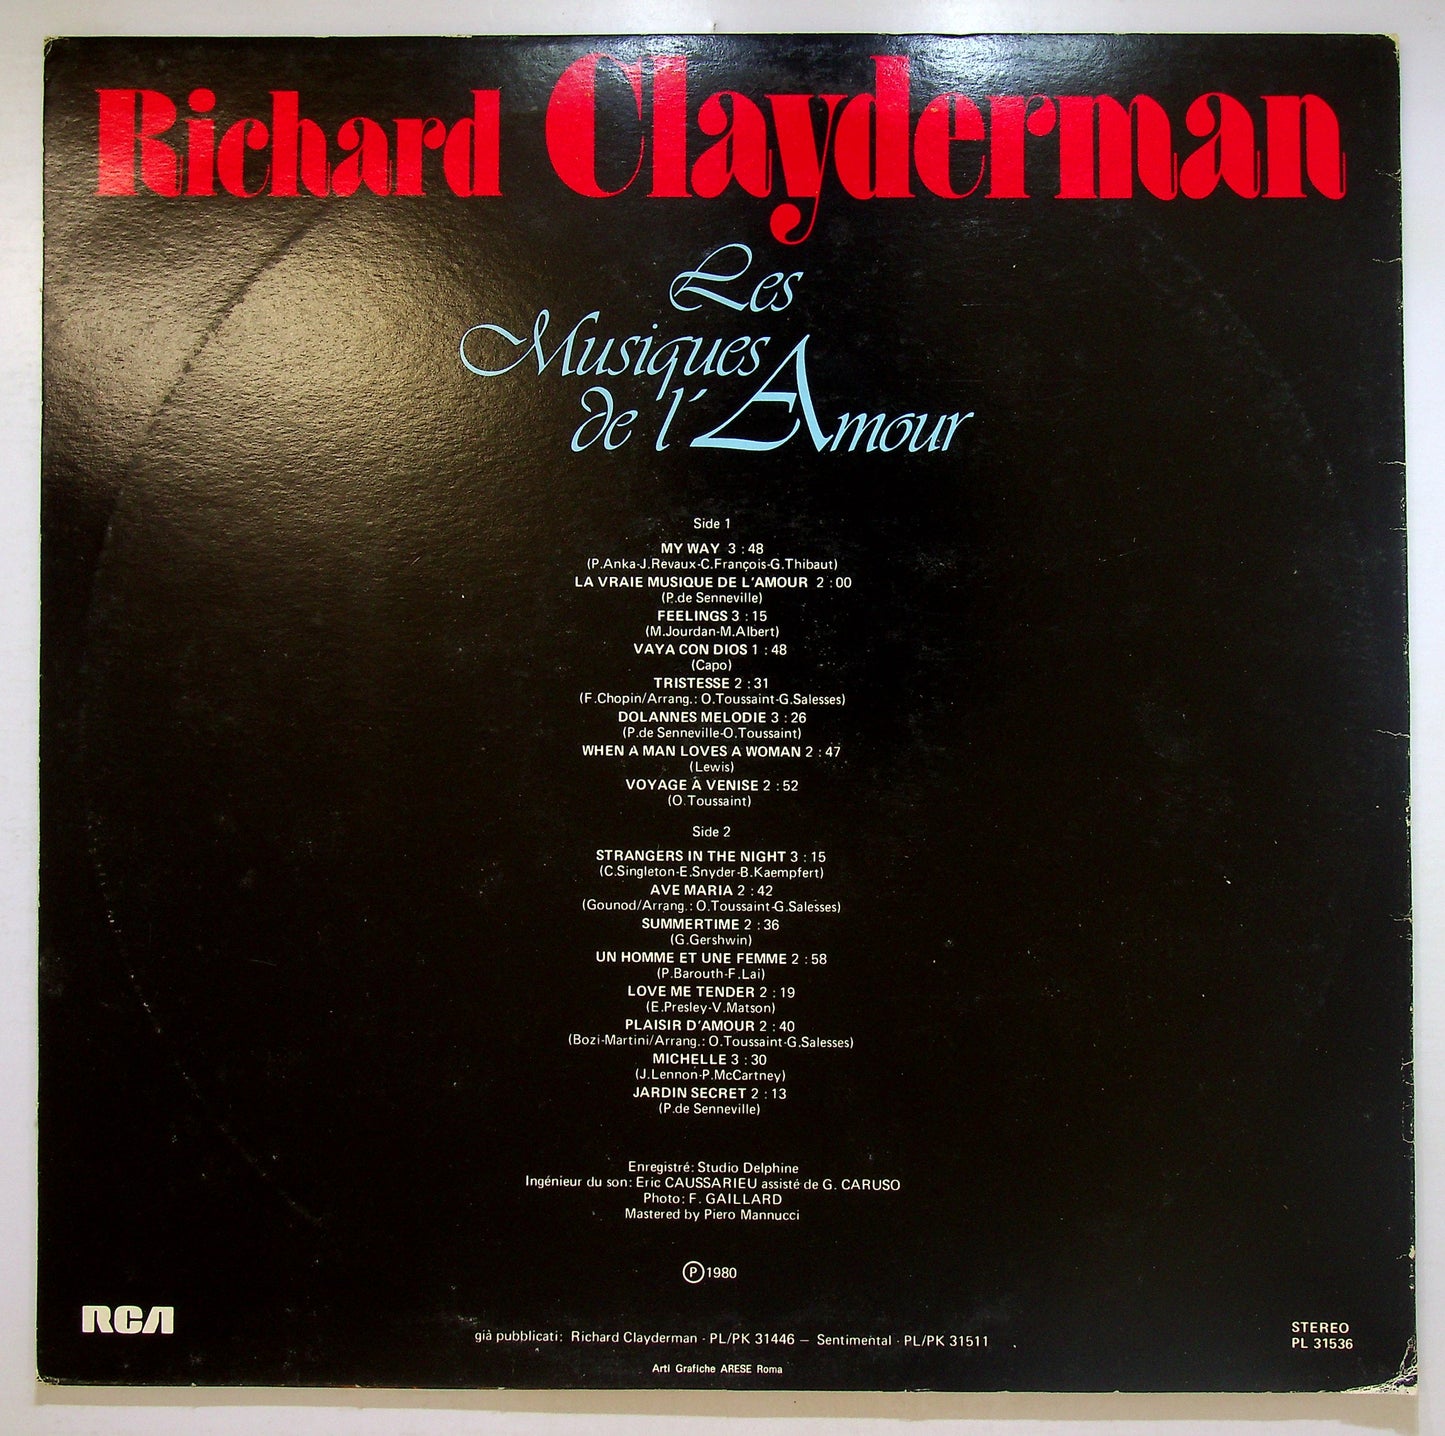 Richard Clayderman
Les
Musiques
de l'Amour
Side 1
MY WAY 3 : 48
(P.Anka-J.Revaux-C.François-G.Thibaut)
LA VRAIE MUSIQUE DE L'AMOUR 2 : 00
(P.de Senneville)
FEELINGS 3 : 15
(M.Jourdan-M.Albert)
VAYA CON DIOS 1 : 48
(Capo)
TRISTESSE 2 : 31
(F.Chopin/Arrang.: O.Toussaint-G.Salesses)
DOLANNES MELODIE 3 : 26
(P.de Senneville-O.Toussaint)
WHEN A MAN LOVES A WOMAN 2 : 47
(Lewis)
VOYAGE À VENISE 2 : 52
(O.Toussaint)
Side 2
STRANGERS IN THE NIGHT 3 : 15
(C.Singleton-E.Snyder-B.Kaempfert)
AVE MARIA 2 : 42
(Gounod/Arrang.: O.Toussaint-G.Salesses)
SUMMERTIME 2 : 36
(G.Gershwin)
UN HOMME ET UNE FEMME 2 : 58
(P.Barouth-F.Lai)
LOVE ME TENDER 2 : 19
(E.Presley-V.Matson)
PLAISIR D'AMOUR 2 : 40
(Bozi-Martini/Arrang.: O.Toussaint-G.Salesses)
MICHELLE 3 : 30
(J.Lennon-P.McCartney)
JARDIN SECRET 2 : 13
(P.de Senneville)
Enregistré: Studio Delphine
Ingénieur du son: Eric CAUSSARIEU assisté de G. CARUSO
Photo: F. GAILLARD
Mastered by Piero Mannucci
Ⓟ1980
RCA
già pubblicati: Richard Clayderman - PL/PK 31446 — Sentimental - PL/PK 31511
STEREO
PL 31536
Arti Grafiche ARESE Roma